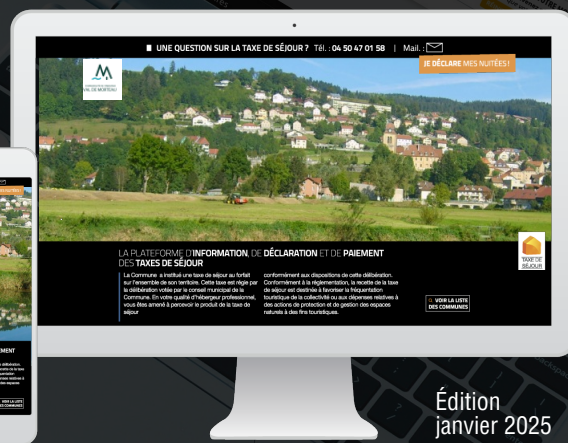 UNE QUESTION SUR LA TAXE DE SÉJOUR ? Tél. : 04 50 47 01 58 | Mail. :
JE DÉCLARE MES NUITÉES !
VAL DE MORTEAU
LA PLATEFORME D'INFORMATION, DE DÉCLARATION ET DE PAIEMENT
DES TAXES DE SÉJOUR
La Commune a institué une taxe de séjour au forfait
sur l'ensemble de son territoire. Cette taxe est régie par
la délibération votée par le conseil municipal de la
Commune. En votre qualité d'hébergeur professionnel,
vous êtes amené à percevoir le produit de la taxe de
séjour
conformément aux dispositions de cette délibération.
Conformément à la réglementation, la recette de la taxe
de séjour est destinée à favoriser la fréquentation
touristique de la collectivité ou aux dépenses relatives à
des actions de protection et de gestion des espaces
naturels à des fins touristiques.
TAXE DE
SÉJOUR
VOIR LA LISTE
DES COMMUNES
Édition
janvier 2025